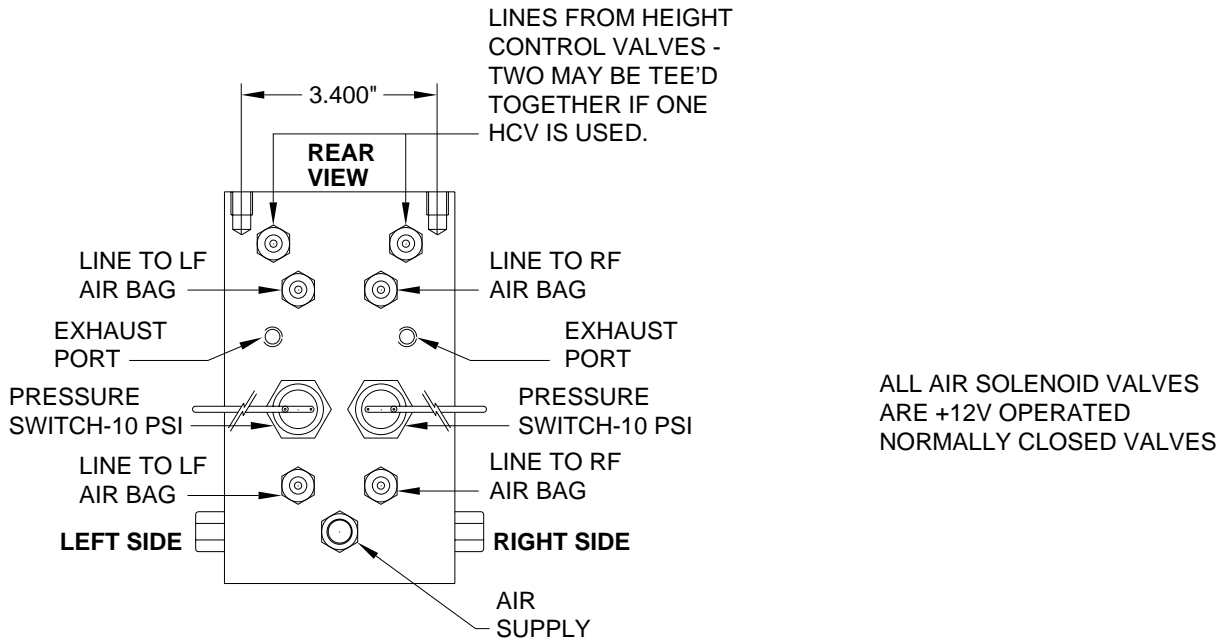 LINES FROM HEIGHT
CONTROL VALVES -
TWO MAY BE TEE'D
TOGETHER IF ONE
HCV IS USED.
3.400"
REAR
VIEW
LINE TO LF
AIR BAG
LINE TO RF
AIR BAG
EXHAUST
PORT
EXHAUST
PORT
PRESSURE
SWITCH-10 PSI
PRESSURE
SWITCH-10 PSI
ALL AIR SOLENOID VALVES
ARE +12V OPERATED
NORMALLY CLOSED VALVES
LINE TO LF
AIR BAG
LINE TO RF
AIR BAG
LEFT SIDE
RIGHT SIDE
AIR
SUPPLY